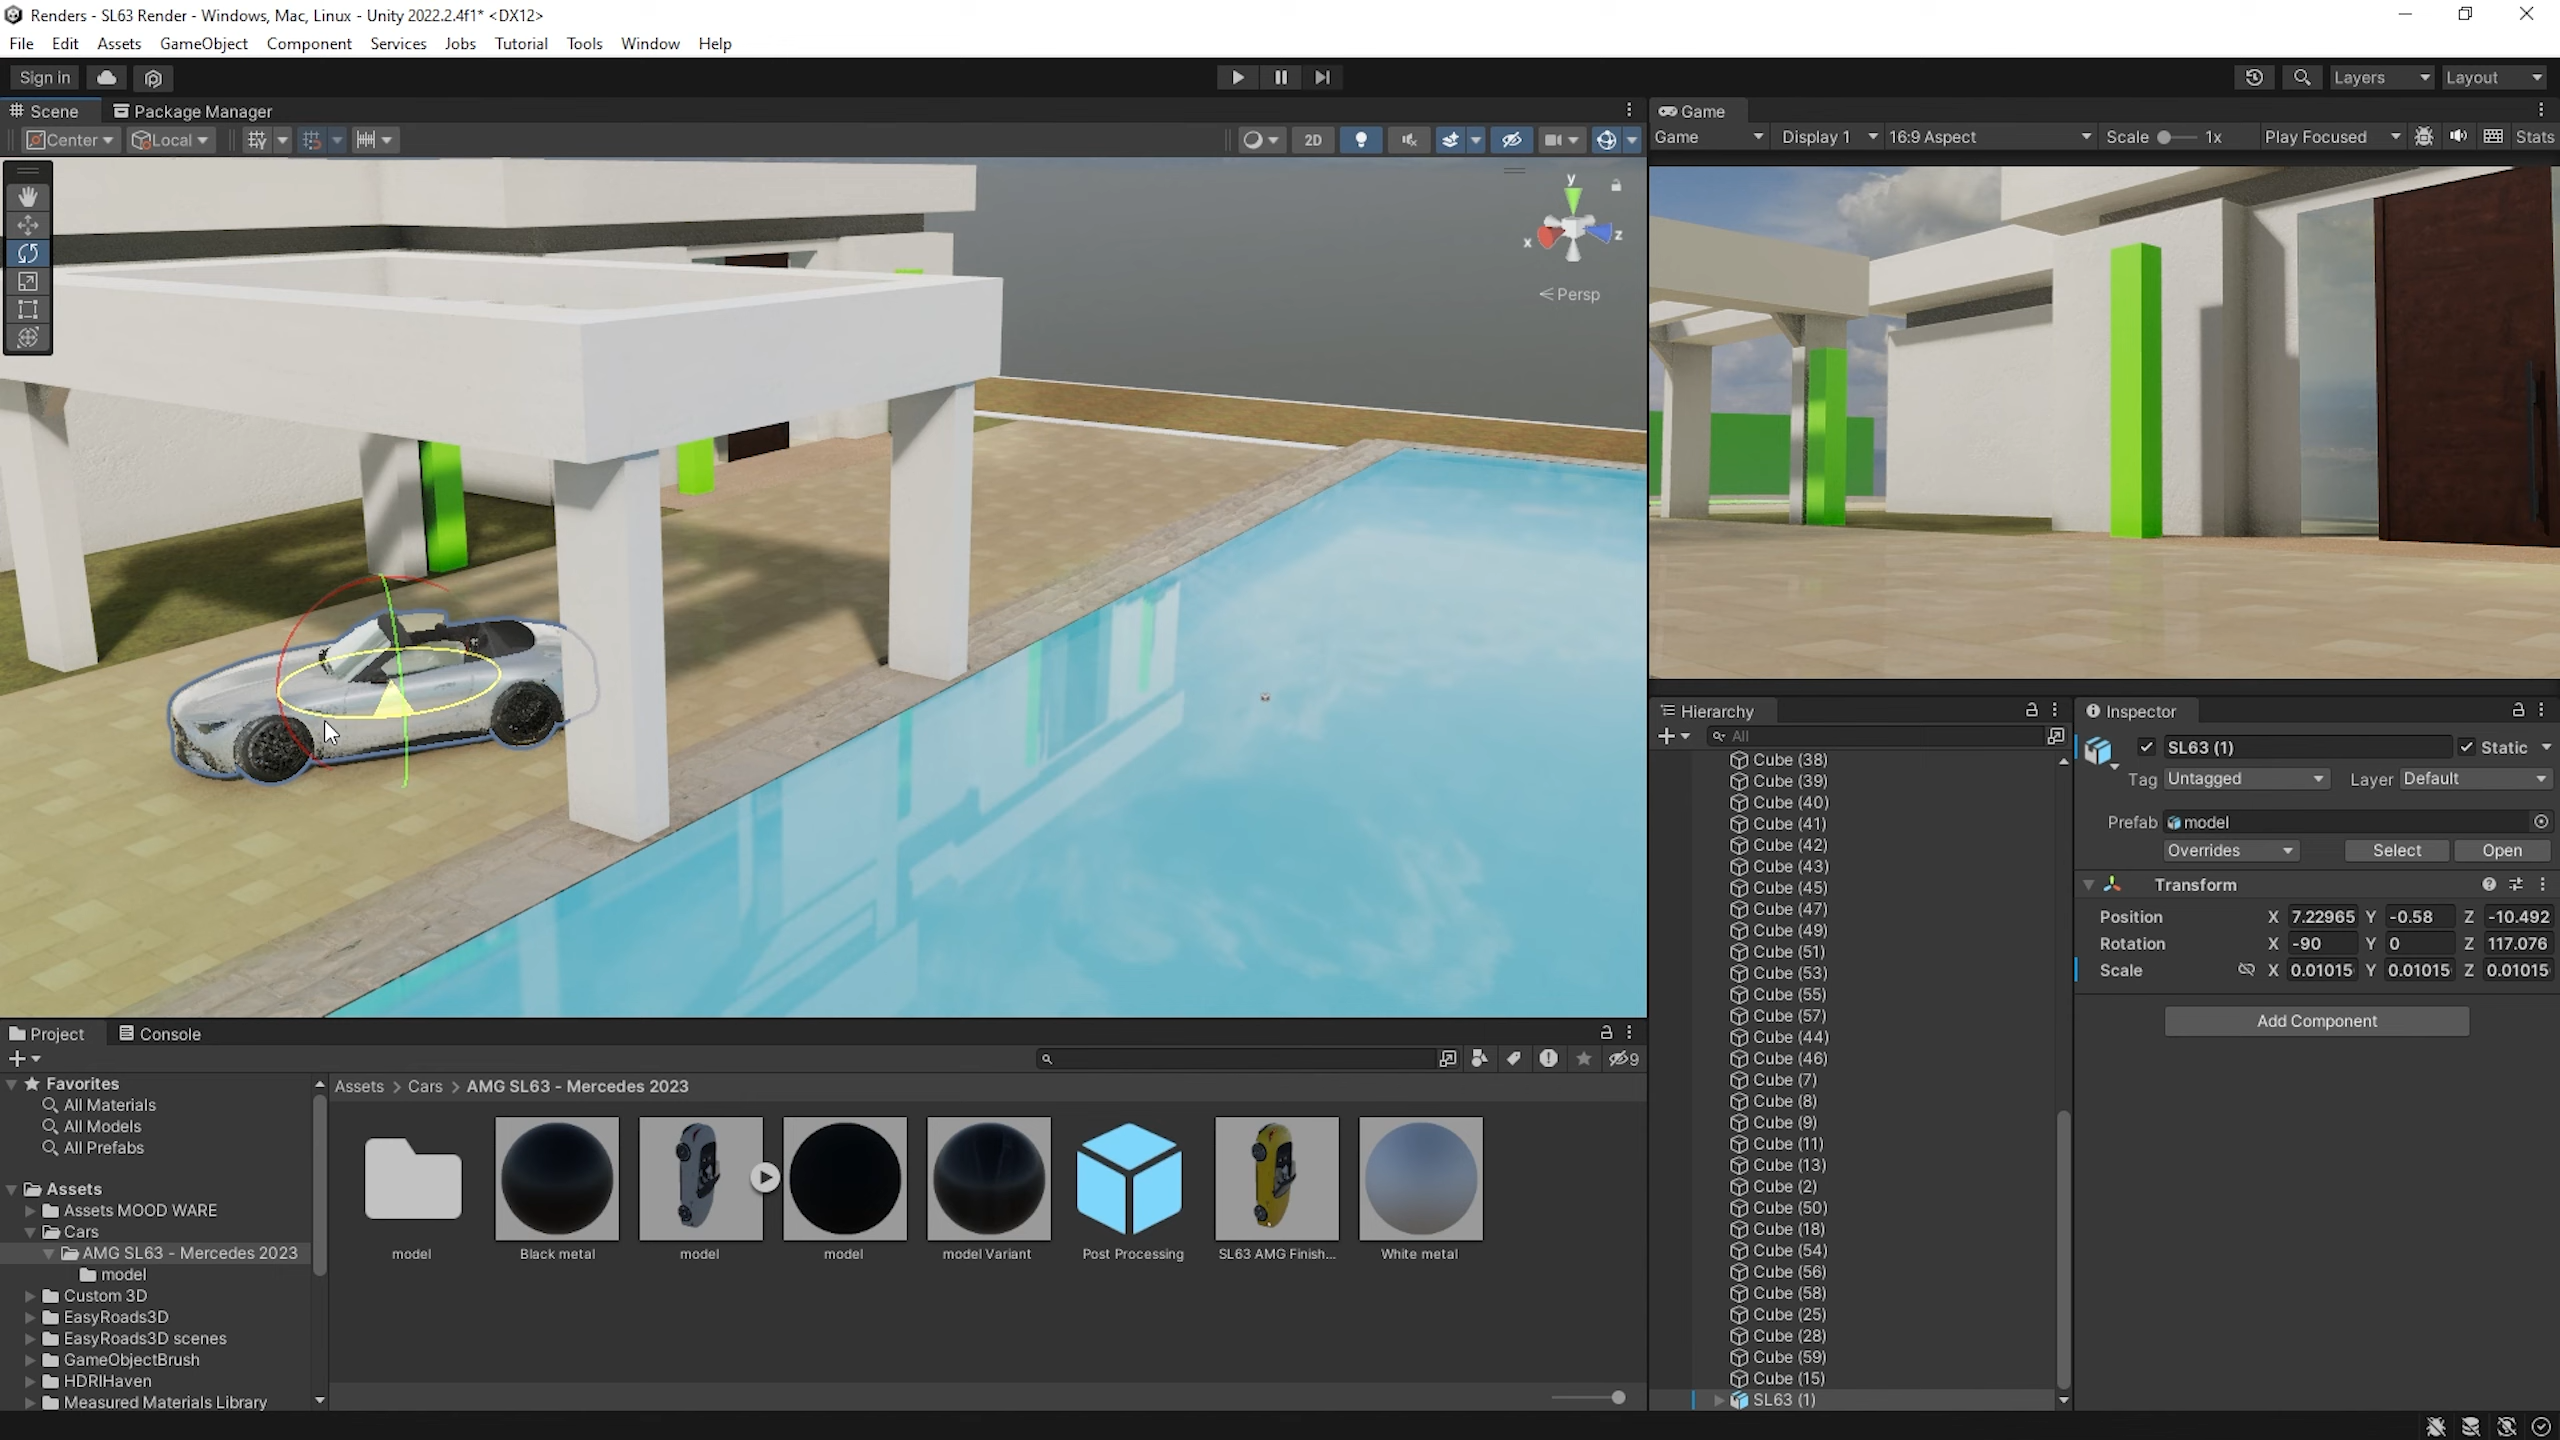 Renders - SL63 Render - Windows, Mac, Linux - Unity 2022.2.4f1* <DX12>
File Edit Assets GameObject Component Services Jobs Tutorial Tools Window Help
Sign in
Layers Layout
Scene Package Manager
Center Local 2D
y
x z
Persp
Game
Game Display 1 16:9 Aspect Scale 1x Play Focused Stats
Hierarchy
All
Cube (38)
Cube (39)
Cube (40)
Cube (41)
Cube (42)
Cube (43)
Cube (45)
Cube (47)
Cube (49)
Cube (51)
Cube (53)
Cube (55)
Cube (57)
Cube (44)
Cube (46)
Cube (7)
Cube (8)
Cube (9)
Cube (11)
Cube (13)
Cube (2)
Cube (50)
Cube (18)
Cube (54)
Cube (56)
Cube (58)
Cube (25)
Cube (28)
Cube (59)
Cube (15)
SL63 (1)
Inspector
SL63 (1) Static
Tag Untagged Layer Default
Prefab model
Overrides Select Open
Transform
Position X 7.22965 Y -0.58 Z -10.492
Rotation X -90 Y 0 Z 117.076
Scale X 0.01015 Y 0.01015 Z 0.01015
Add Component
Project Console
9
Favorites
All Materials
All Models
All Prefabs
Assets
Assets MOOD WARE
Cars
AMG SL63 - Mercedes 2023
model
Custom 3D
EasyRoads3D
EasyRoads3D scenes
GameObjectBrush
HDRIHaven
Measured Materials Library
Assets > Cars > AMG SL63 - Mercedes 2023
model Black metal model model model Variant Post Processing SL63 AMG Finish... White metal